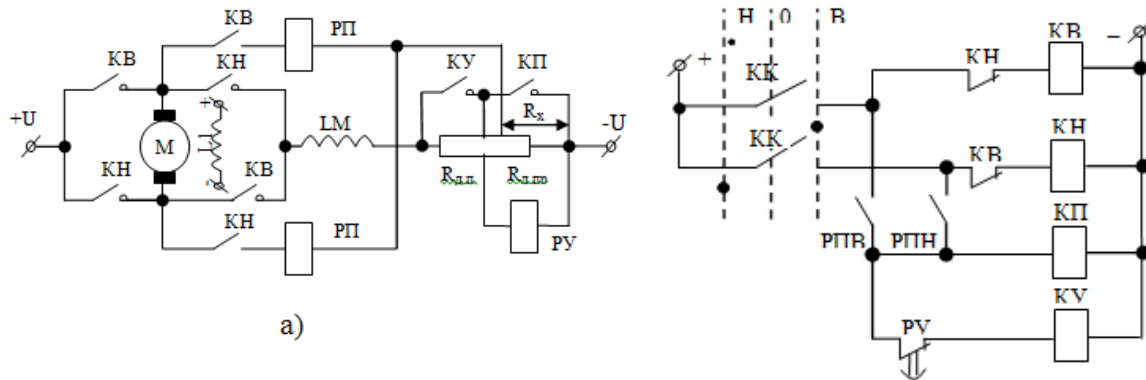 КВ РП
КВ КН КУ КП
+U LM Rx -U
М
КН КВ Rд.п. Rд.пв
КН РП РУ
а)
Н 0 В
+ КК КН КВ −
КК КВ КН
РПВ РПН КП
РУ КУ